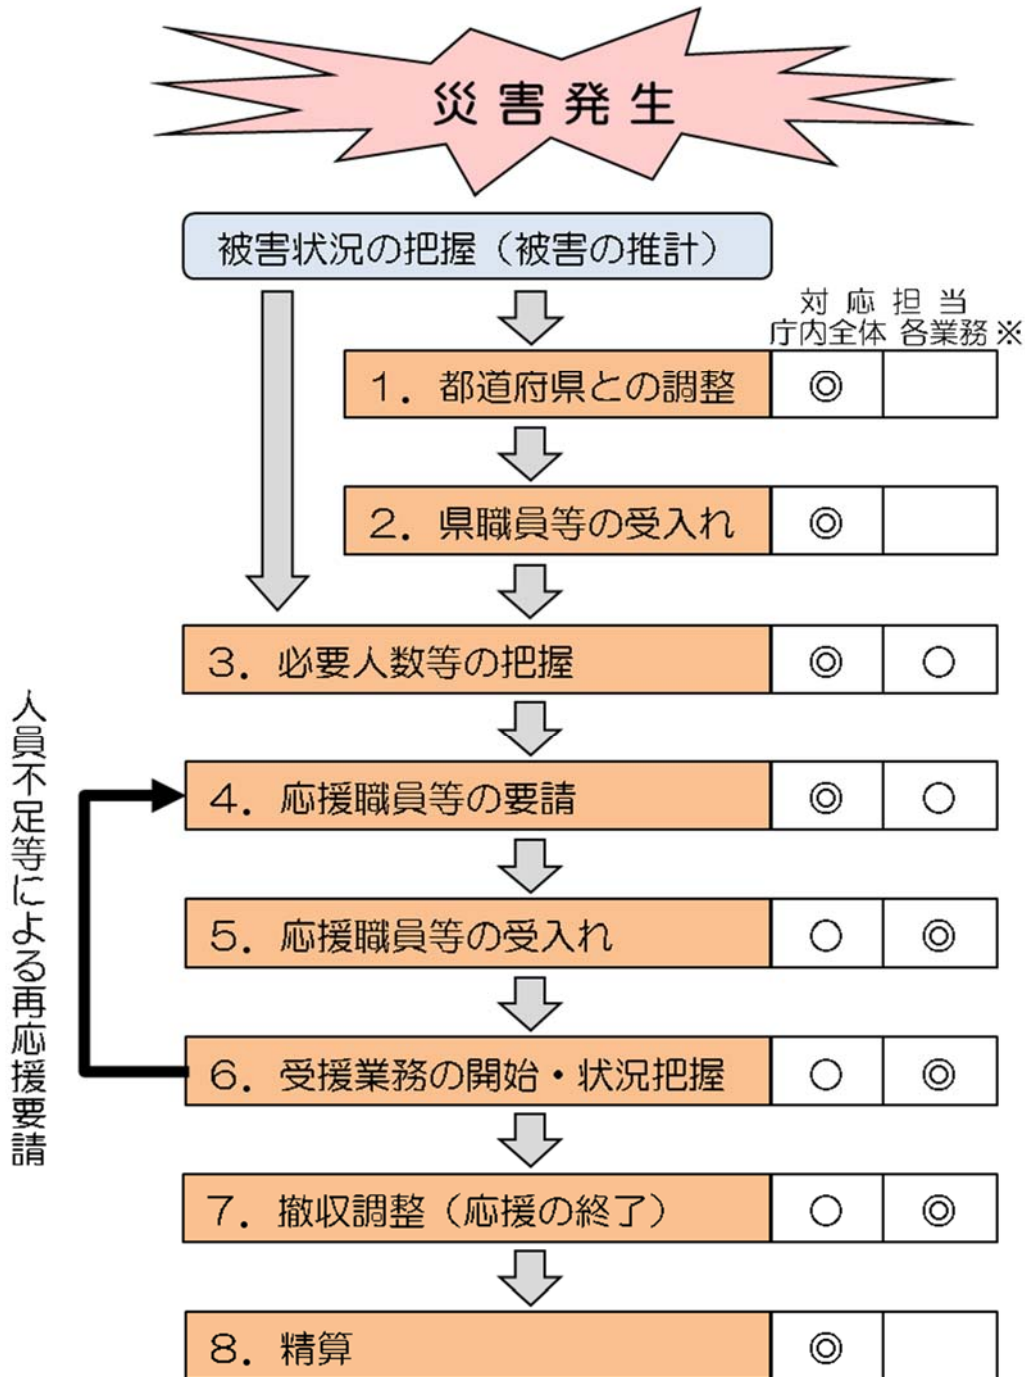 災害発生
被害状況の把握（被害の推計）
対応担当
庁内全体 各業務※
１．都道府県との調整 ◎
２．県職員等の受入れ ◎
３．必要人数等の把握 ◎ ○
４．応援職員等の要請 ◎ ○
５．応援職員等の受入れ ○ ◎
６．受援業務の開始・状況把握 ○ ◎
７．撤収調整（応援の終了） ○ ◎
８．精算 ◎
人員不足等による再応援要請